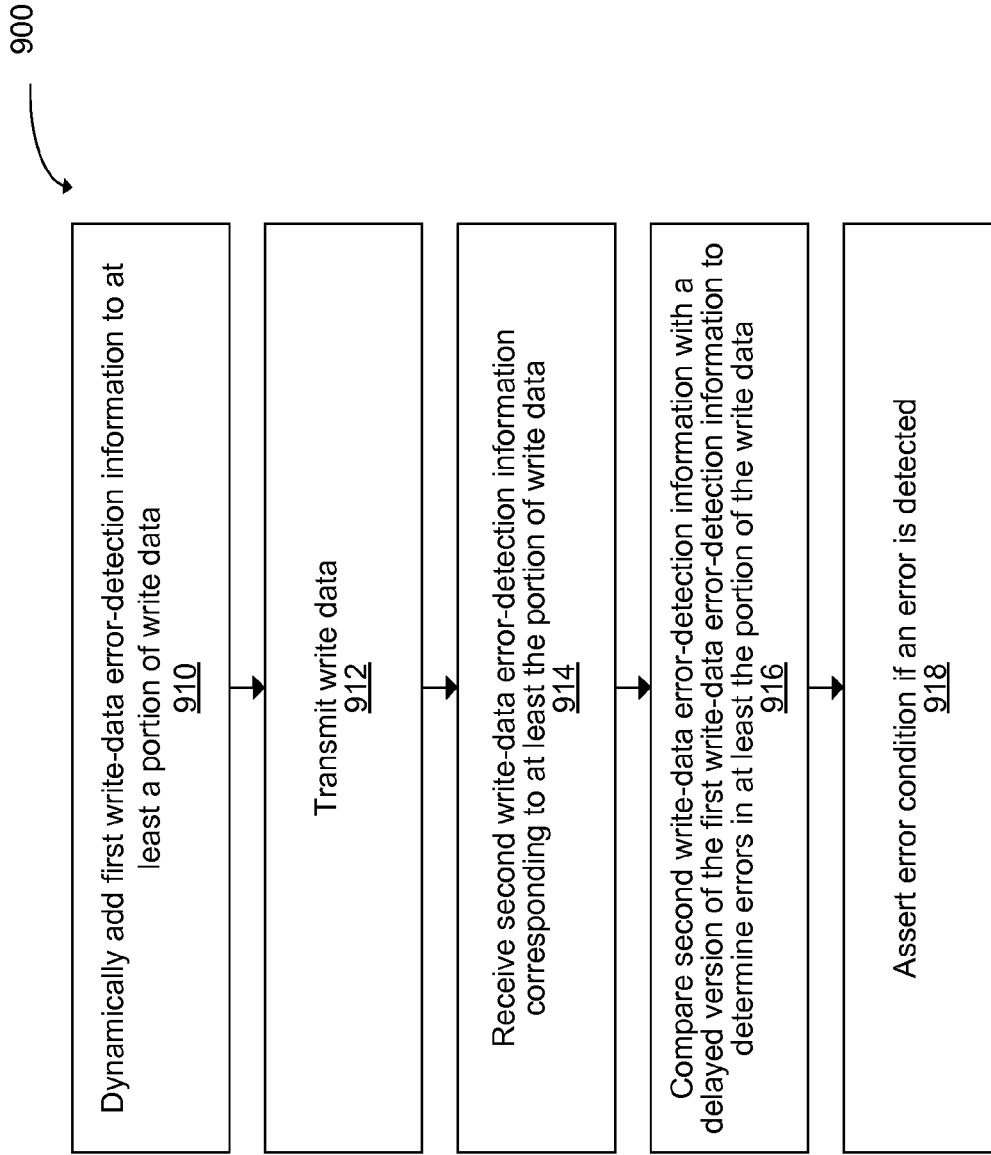 900
Dynamically add first write-data error-detection information to at
least a portion of write data
910
Transmit write data
912
Receive second write-data error-detection information
corresponding to at least the portion of write data
914
Compare second write-data error-detection information with a
delayed version of the first write-data error-detection information to
determine errors in at least the portion of the write data
916
Assert error condition if an error is detected
918